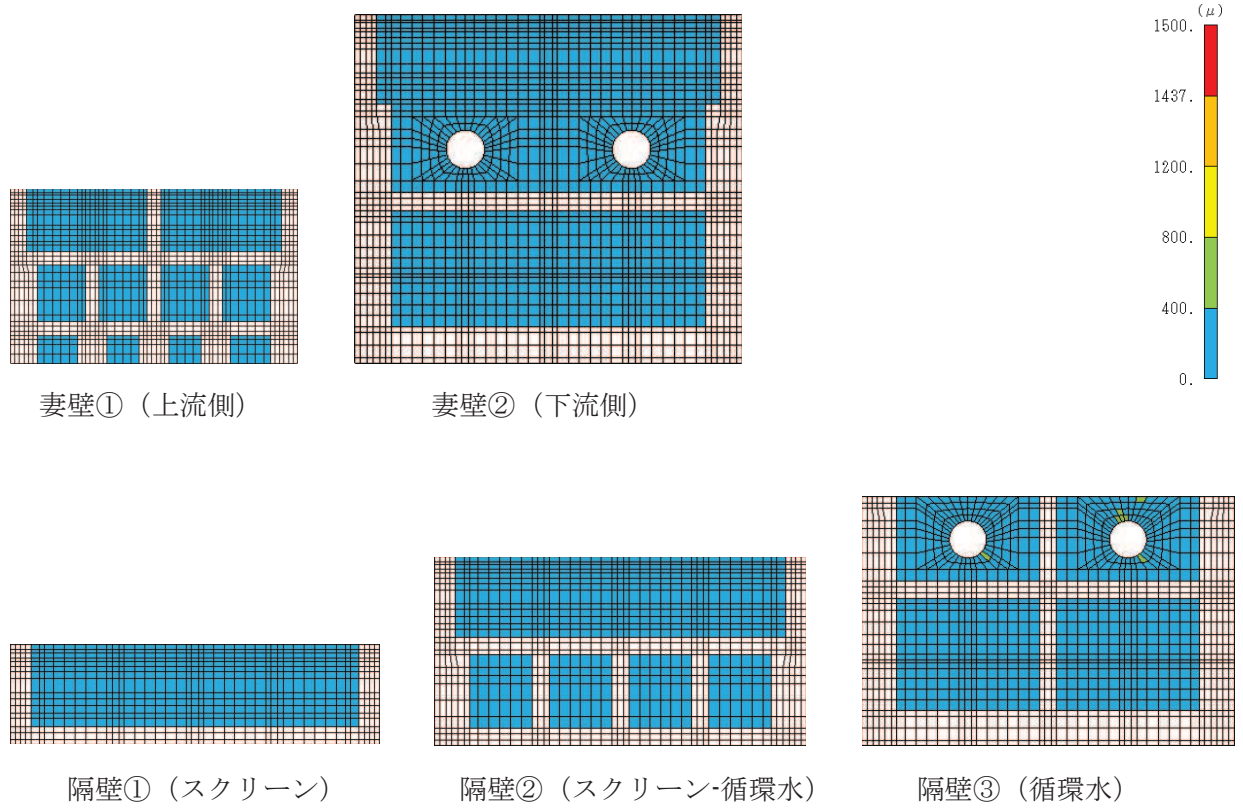 (μ)
1500.
1437.
1200.
800.
400.
0.
妻壁①（上流側）
妻壁②（下流側）
隔壁①（スクリーン）
隔壁②（スクリーン-循環水）
隔壁③（循環水）